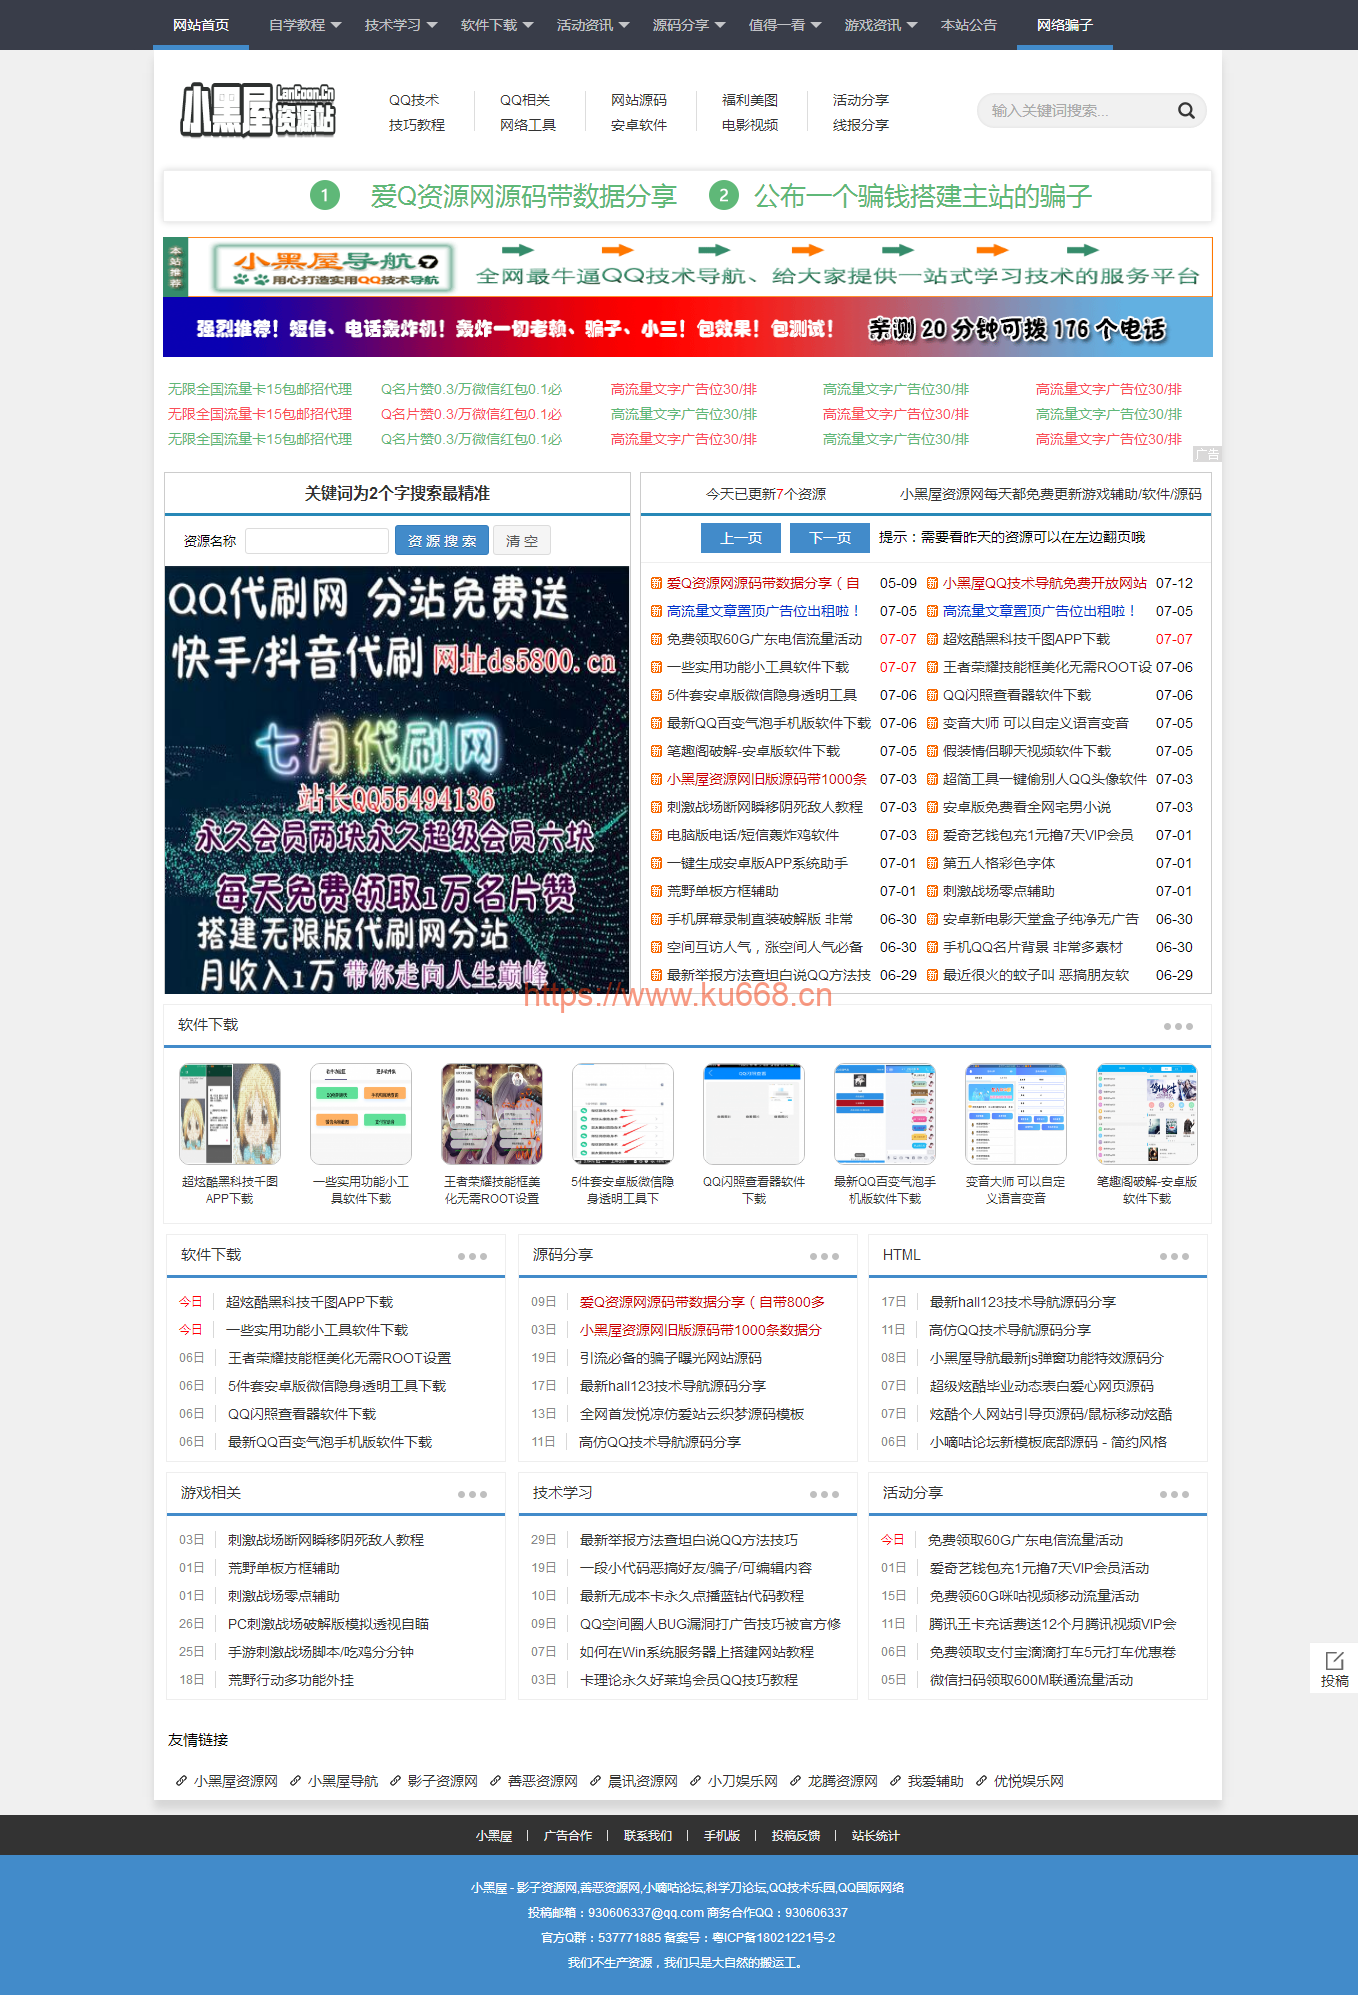 网站首页 自学教程 技术学习 软件下载 活动资讯 源码分享 值得一看 游戏资讯 本站公告 网络骗子
小黑屋 LanCoon.Cn 资源站
QQ技术 QQ相关 网站源码 福利美图 活动分享
技巧教程 网络工具 安卓软件 电影视频 线报分享
输入关键词搜索...
1 爱Q资源网源码带数据分享 2 公布一个骗钱搭建主站的骗子
本站推荐 小黑屋导航 用心打造实用QQ技术导航 全网最牛逼QQ技术导航、给大家提供一站式学习技术的服务平台
强烈推荐！短信、电话轰炸机！轰炸一切老赖、骗子、小三！包效果！包测试！ 亲测20分钟可拨176个电话
无限全国流量卡15包邮招代理 Q名片赞0.3/万微信红包0.1必 高流量文字广告位30/排 高流量文字广告位30/排 高流量文字广告位30/排
无限全国流量卡15包邮招代理 Q名片赞0.3/万微信红包0.1必 高流量文字广告位30/排 高流量文字广告位30/排 高流量文字广告位30/排
无限全国流量卡15包邮招代理 Q名片赞0.3/万微信红包0.1必 高流量文字广告位30/排 高流量文字广告位30/排 高流量文字广告位30/排
广告
关键词为2个字搜索最精准
资源名称 资 源 搜 索 清 空
QQ代刷网 分站免费送
快手/抖音代刷 网址ds5800.cn
七月代刷网
站长QQ55494136
永久会员两块永久超级会员六块
每天免费领取1万名片赞
搭建无限版代刷网分站
月收入1万 带你走向人生巅峰
今天已更新7个资源 小黑屋资源网每天都免费更新游戏辅助/软件/源码
上一页 下一页 提示：需要看昨天的资源可以在左边翻页哦
爱Q资源网源码带数据分享（自 05-09 小黑屋QQ技术导航免费开放网站 07-12
高流量文章置顶广告位出租啦！ 07-05 高流量文章置顶广告位出租啦！ 07-05
免费领取60G广东电信流量活动 07-07 超炫酷黑科技千图APP下载 07-07
一些实用功能小工具软件下载 07-07 王者荣耀技能框美化无需ROOT设 07-06
5件套安卓版微信隐身透明工具 07-06 QQ闪照查看器软件下载 07-06
最新QQ百变气泡手机版软件下载 07-06 变音大师 可以自定义语言变音 07-05
笔趣阁破解-安卓版软件下载 07-05 假装情侣聊天视频软件下载 07-05
小黑屋资源网旧版源码带1000条 07-03 超简工具一键偷别人QQ头像软件 07-03
刺激战场断网瞬移阴死敌人教程 07-03 安卓版免费看全网宅男小说 07-03
电脑版电话/短信轰炸鸡软件 07-03 爱奇艺钱包充1元撸7天VIP会员 07-01
一键生成安卓版APP系统助手 07-01 第五人格彩色字体 07-01
荒野单板方框辅助 07-01 刺激战场零点辅助 07-01
手机屏幕录制直装破解版 非常 06-30 安卓新电影天堂盒子纯净无广告 06-30
空间互访人气，涨空间人气必备 06-30 手机QQ名片背景 非常多素材 06-30
最新举报方法查坦白说QQ方法技 06-29 最近很火的蚊子叫 恶搞朋友软 06-29
https://www.ku668.cn
软件下载
超炫酷黑科技千图 一些实用功能小工 王者荣耀技能框美 5件套安卓版微信隐 QQ闪照查看器软件 最新QQ百变气泡手 变音大师 可以自定 笔趣阁破解-安卓版
APP下载 具软件下载 化无需ROOT设置 身透明工具下 下载 机版软件下载 义语言变音 软件下载
软件下载 源码分享 HTML
今日 超炫酷黑科技千图APP下载 09日 爱Q资源网源码带数据分享（自带800多 17日 最新hall123技术导航源码分享
今日 一些实用功能小工具软件下载 03日 小黑屋资源网旧版源码带1000条数据分 11日 高仿QQ技术导航源码分享
06日 王者荣耀技能框美化无需ROOT设置 19日 引流必备的骗子曝光网站源码 08日 小黑屋导航最新js弹窗功能特效源码分
06日 5件套安卓版微信隐身透明工具下载 17日 最新hall123技术导航源码分享 07日 超级炫酷毕业动态表白爱心网页源码
06日 QQ闪照查看器软件下载 13日 全网首发悦凉仿爱站云织梦源码模板 07日 炫酷个人网站引导页源码/鼠标移动炫酷
06日 最新QQ百变气泡手机版软件下载 11日 高仿QQ技术导航源码分享 06日 小嘀咕论坛新模板底部源码 - 简约风格
游戏相关 技术学习 活动分享
03日 刺激战场断网瞬移阴死敌人教程 29日 最新举报方法查坦白说QQ方法技巧 今日 免费领取60G广东电信流量活动
01日 荒野单板方框辅助 19日 一段小代码恶搞好友/骗子/可编辑内容 01日 爱奇艺钱包充1元撸7天VIP会员活动
01日 刺激战场零点辅助 10日 最新无成本卡永久点播蓝钻代码教程 15日 免费领60G咪咕视频移动流量活动
26日 PC刺激战场破解版模拟透视自瞄 09日 QQ空间圈人BUG漏洞打广告技巧被官方修 11日 腾讯王卡充话费送12个月腾讯视频VIP会
25日 手游刺激战场脚本/吃鸡分分钟 07日 如何在Win系统服务器上搭建网站教程 06日 免费领取支付宝滴滴打车5元打车优惠卷
18日 荒野行动多功能外挂 03日 卡理论永久好莱坞会员QQ技巧教程 05日 微信扫码领取600M联通流量活动
投稿
友情链接
小黑屋资源网 小黑屋导航 影子资源网 善恶资源网 晨讯资源网 小刀娱乐网 龙腾资源网 我爱辅助 优悦娱乐网
小黑屋 | 广告合作 | 联系我们 | 手机版 | 投稿反馈 | 站长统计
小黑屋 - 影子资源网,善恶资源网,小嘀咕论坛,科学刀论坛,QQ技术乐园,QQ国际网络
投稿邮箱：930606337@qq.com 商务合作QQ：930606337
官方Q群：537771885 备案号：粤ICP备18021221号-2
我们不生产资源，我们只是大自然的搬运工。